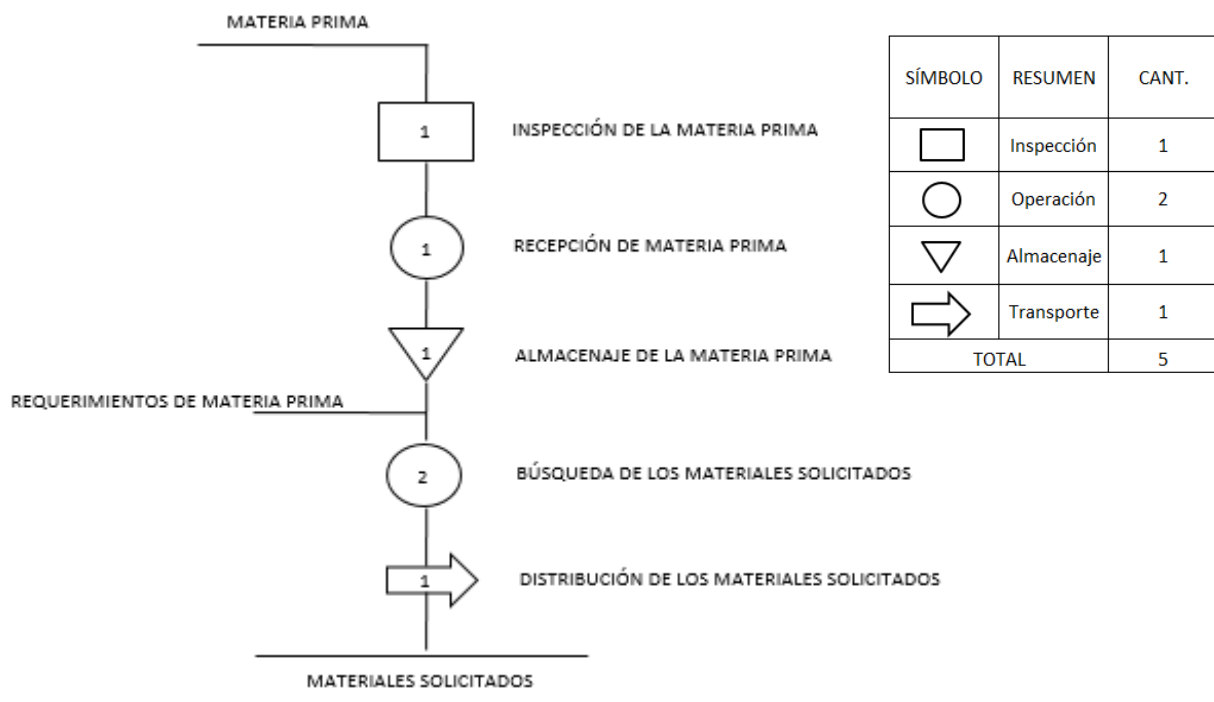 MATERIA PRIMA
1
INSPECCIÓN DE LA MATERIA PRIMA
1
RECEPCIÓN DE MATERIA PRIMA
1
ALMACENAJE DE LA MATERIA PRIMA
REQUERIMIENTOS DE MATERIA PRIMA
2
BÚSQUEDA DE LOS MATERIALES SOLICITADOS
1
DISTRIBUCIÓN DE LOS MATERIALES SOLICITADOS
MATERIALES SOLICITADOS
SÍMBOLO RESUMEN CANT.
Inspección 1
Operación 2
Almacenaje 1
Transporte 1
TOTAL 5